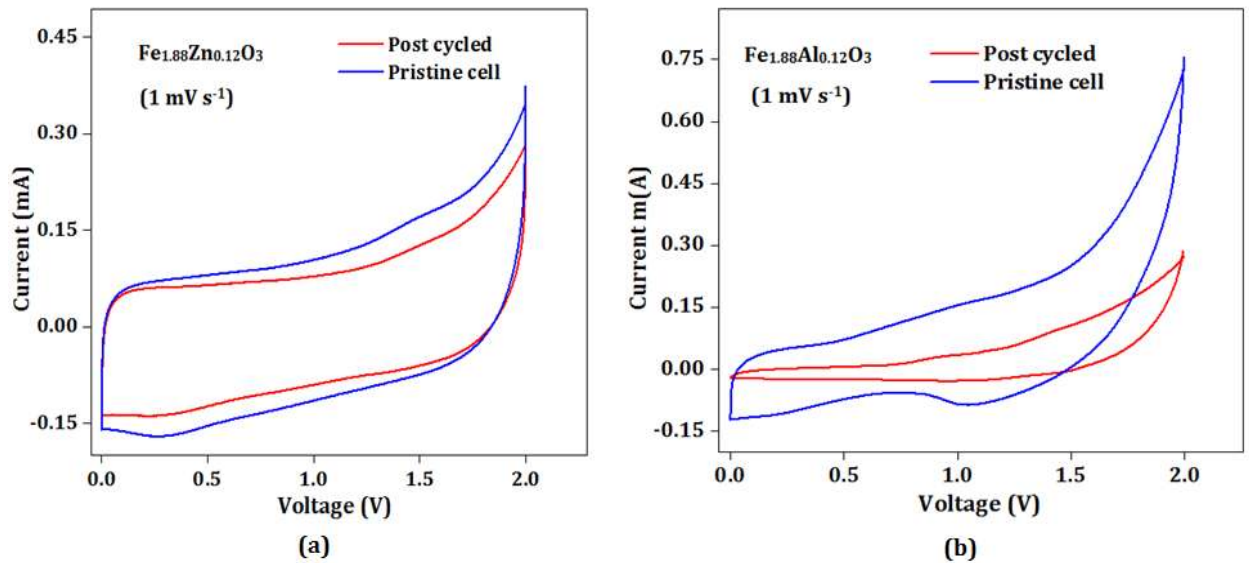 Fe1.88Zn0.12O3
(1 mV s-1)
Post cycled
Pristine cell
Current (mA)
0.45
0.30
0.15
0.00
-0.15
0.0 0.5 1.0 1.5 2.0
Voltage (V)
(a)
Fe1.88Al0.12O3
(1 mV s-1)
Post cycled
Pristine cell
Current m(A)
0.75
0.60
0.45
0.30
0.15
0.00
-0.15
0.0 0.5 1.0 1.5 2.0
Voltage (V)
(b)